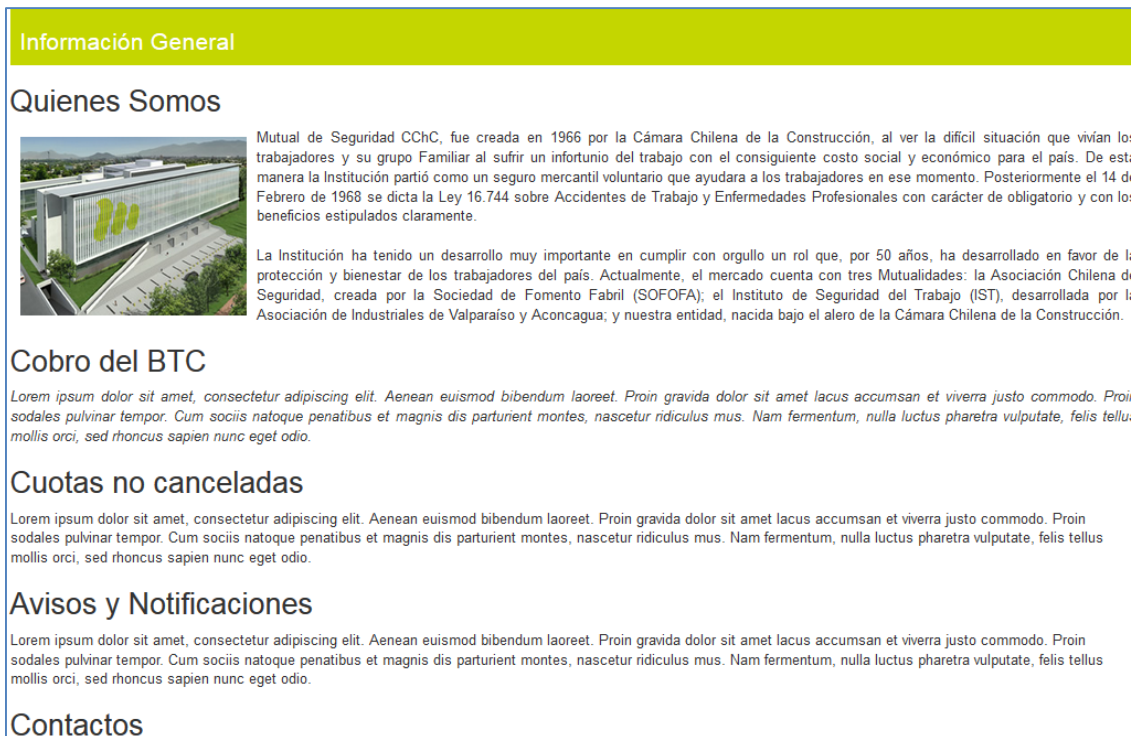 Información General
Quienes Somos
Mutual de Seguridad CChC, fue creada en 1966 por la Cámara Chilena de la Construcción, al ver la difícil situación que vivían los
trabajadores y su grupo Familiar al sufrir un infortunio del trabajo con el consiguiente costo social y económico para el país. De esta
manera la Institución partió como un seguro mercantil voluntario que ayudara a los trabajadores en ese momento. Posteriormente el 14 de
Febrero de 1968 se dicta la Ley 16.744 sobre Accidentes de Trabajo y Enfermedades Profesionales con carácter de obligatorio y con los
beneficios estipulados claramente.
La Institución ha tenido un desarrollo muy importante en cumplir con orgullo un rol que, por 50 años, ha desarrollado en favor de la
protección y bienestar de los trabajadores del país. Actualmente, el mercado cuenta con tres Mutualidades: la Asociación Chilena de
Seguridad, creada por la Sociedad de Fomento Fabril (SOFOFA); el Instituto de Seguridad del Trabajo (IST), desarrollada por la
Asociación de Industriales de Valparaíso y Aconcagua; y nuestra entidad, nacida bajo el alero de la Cámara Chilena de la Construcción.
Cobro del BTC
Lorem ipsum dolor sit amet, consectetur adipiscing elit. Aenean euismod bibendum laoreet. Proin gravida dolor sit amet lacus accumsan et viverra justo commodo. Proin
sodales pulvinar tempor. Cum sociis natoque penatibus et magnis dis parturient montes, nascetur ridiculus mus. Nam fermentum, nulla luctus pharetra vulputate, felis tellus
mollis orci, sed rhoncus sapien nunc eget odio.
Cuotas no canceladas
Lorem ipsum dolor sit amet, consectetur adipiscing elit. Aenean euismod bibendum laoreet. Proin gravida dolor sit amet lacus accumsan et viverra justo commodo. Proin
sodales pulvinar tempor. Cum sociis natoque penatibus et magnis dis parturient montes, nascetur ridiculus mus. Nam fermentum, nulla luctus pharetra vulputate, felis tellus
mollis orci, sed rhoncus sapien nunc eget odio.
Avisos y Notificaciones
Lorem ipsum dolor sit amet, consectetur adipiscing elit. Aenean euismod bibendum laoreet. Proin gravida dolor sit amet lacus accumsan et viverra justo commodo. Proin
sodales pulvinar tempor. Cum sociis natoque penatibus et magnis dis parturient montes, nascetur ridiculus mus. Nam fermentum, nulla luctus pharetra vulputate, felis tellus
mollis orci, sed rhoncus sapien nunc eget odio.
Contactos